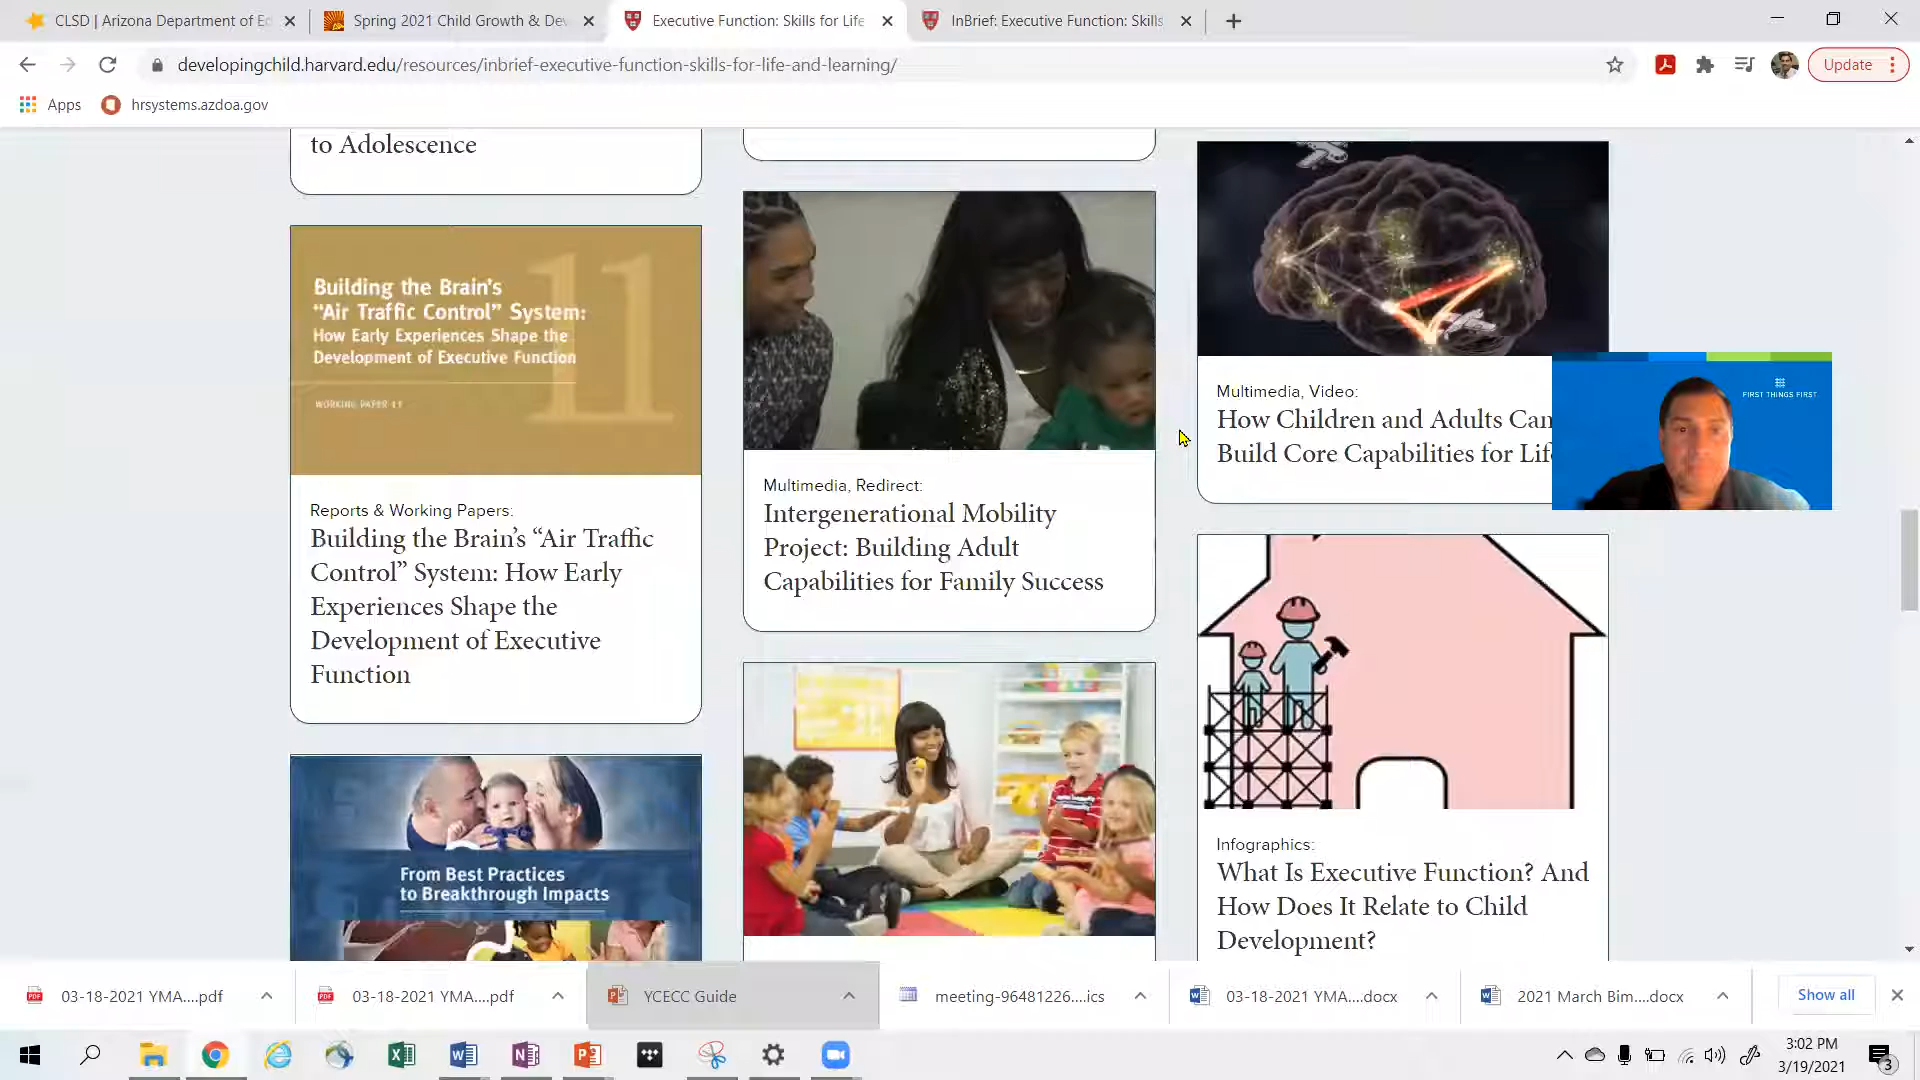 CLSD | Arizona Department of Ec
Spring 2021 Child Growth & Dev
Executive Function: Skills for Life
InBrief: Executive Function: Skills
developingchild.harvard.edu/resources/inbrief-executive-function-skills-for-life-and-learning/
Update
Apps
hrsystems.azdoa.gov
to Adolescence
Building the Brain's
"Air Traffic Control" System:
How Early Experiences Shape the
Development of Executive Function
WORKING PAPER 11
11
Reports & Working Papers:
Building the Brain's “Air Traffic
Control” System: How Early
Experiences Shape the
Development of Executive
Function
From Best Practices
to Breakthrough Impacts
Multimedia, Redirect:
Intergenerational Mobility
Project: Building Adult
Capabilities for Family Success
Multimedia, Video:
How Children and Adults Can
Build Core Capabilities for Life
FIRST THINGS FIRST
Infographics:
What Is Executive Function? And
How Does It Relate to Child
Development?
03-18-2021 YMA....pdf
03-18-2021 YMA....pdf
YCECC Guide
meeting-96481226....ics
03-18-2021 YMA....docx
2021 March Bim....docx
Show all
3:02 PM
3/19/2021
3